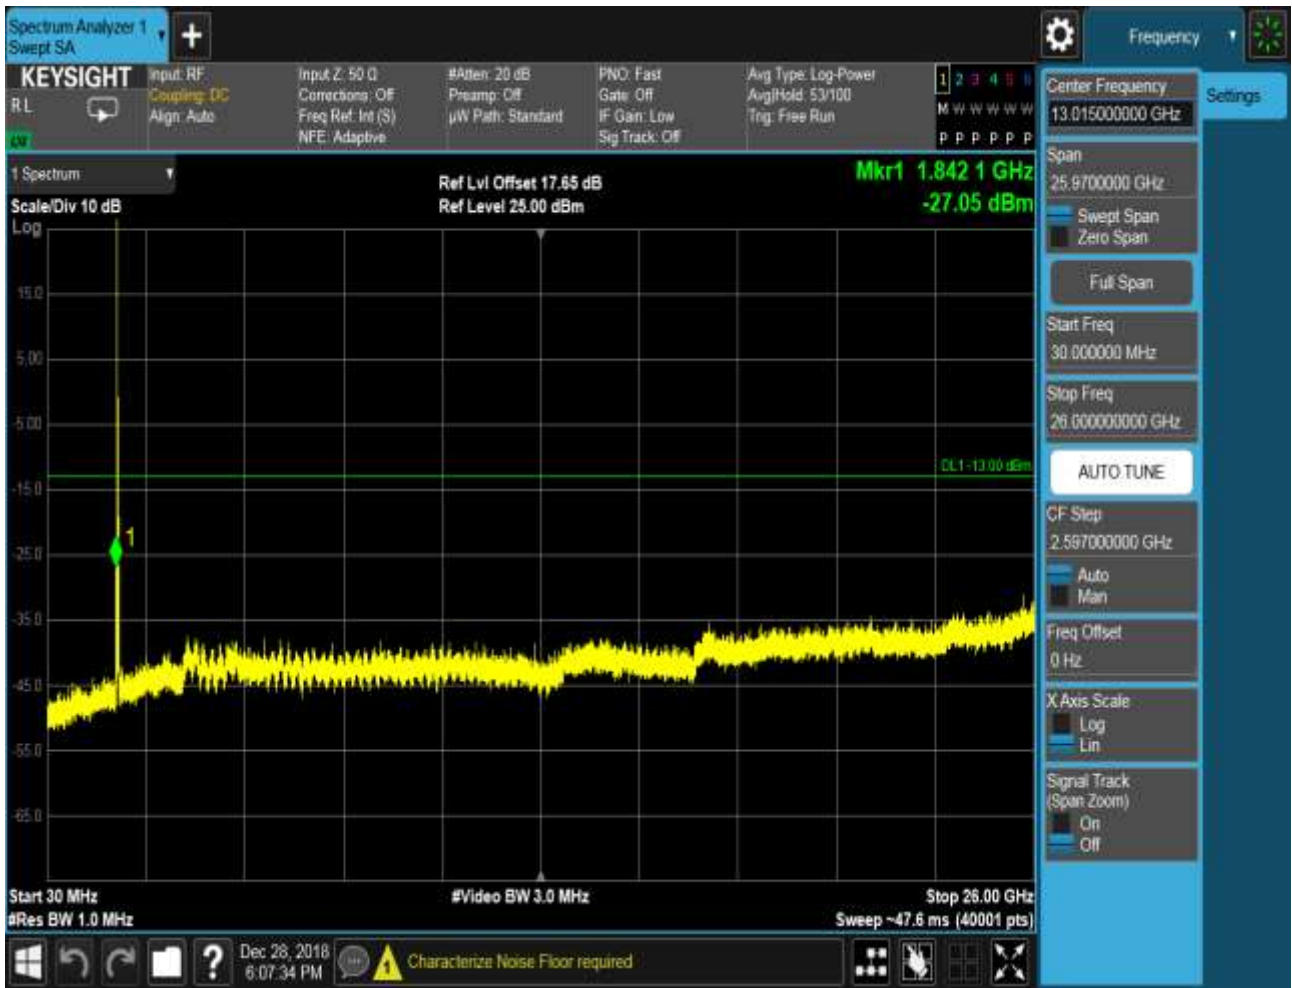 Spectrum Analyzer 1
Swept SA
+
Frequency
KEYSIGHT
R L
Input: RF
Coupling: DC
Align: Auto
Input Z: 50 Ω
Corrections: Off
Freq Ref: Int (S)
NFE: Adaptive
#Atten: 20 dB
Preamp: Off
µW Path: Standard
PNO: Fast
Gate: Off
IF Gain: Low
Sig Track: Off
Avg Type: Log-Power
Avg|Hold: 53/100
Trig: Free Run
1 2 3 4 5 6
M W W W W W
P P P P P P
1 Spectrum
Scale/Div 10 dB
Log
Ref Lvl Offset 17.65 dB
Ref Level 25.00 dBm
Mkr1 1.842 1 GHz
-27.05 dBm
15.0
5.00
-5.00
-15.0
-25.0
-35.0
-45.0
-55.0
-65.0
DL1 -13.00 dBm
1
Start 30 MHz
#Res BW 1.0 MHz
#Video BW 3.0 MHz
Stop 26.00 GHz
Sweep ~47.6 ms (40001 pts)
Center Frequency
13.015000000 GHz
Settings
Span
25.9700000 GHz
Swept Span
Zero Span
Full Span
Start Freq
30.000000 MHz
Stop Freq
26.000000000 GHz
AUTO TUNE
CF Step
2.597000000 GHz
Auto
Man
Freq Offset
0 Hz
X Axis Scale
Log
Lin
Signal Track
(Span Zoom)
On
Off
?
Dec 28, 2018
6:07:34 PM
1
Characterize Noise Floor required